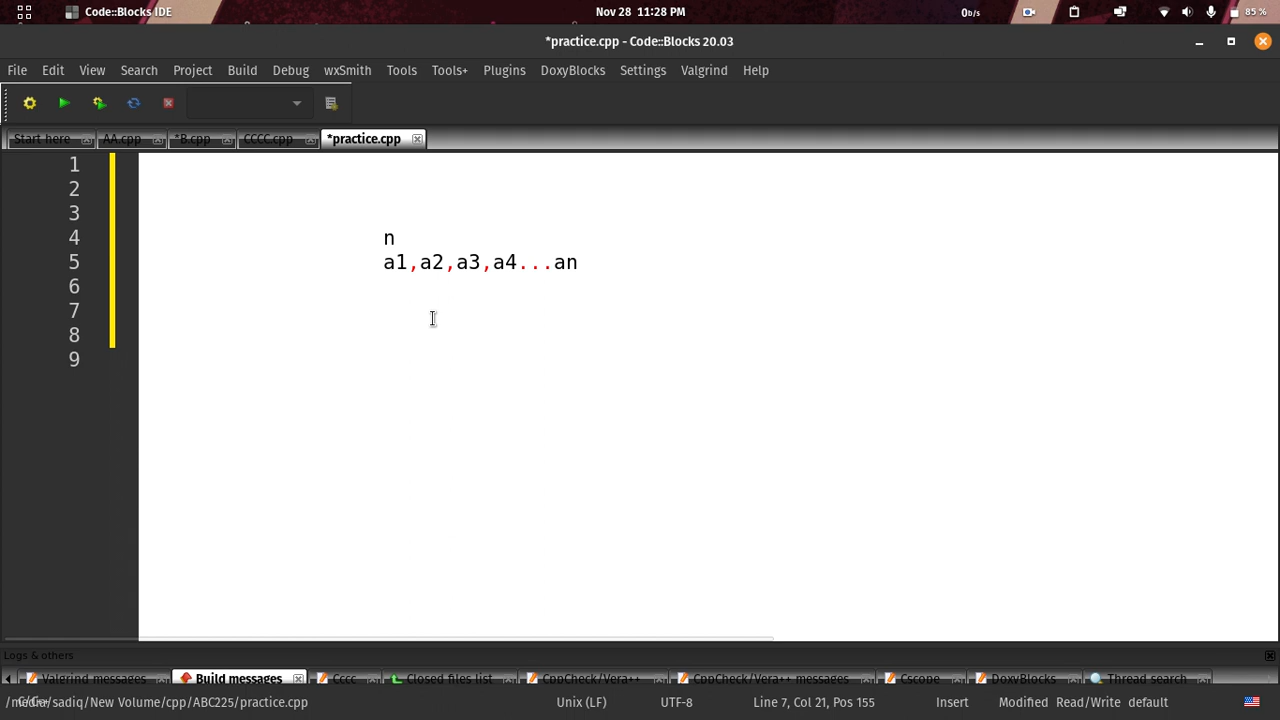 Code::Blocks IDE Nov 28 11:28 PM 0b/s 85 %
*practice.cpp - Code::Blocks 20.03
File Edit View Search Project Build Debug wxSmith Tools Tools+ Plugins DoxyBlocks Settings Valgrind Help
Start here AA.cpp *B.cpp CCCC.cpp *practice.cpp
1
2
3
4 n
5 a1,a2,a3,a4...an
6
7
8
9
Logs & others
Valgrind messages Build messages Cccc Closed files list CppCheck/Vera++ CppCheck/Vera++ messages Cscope DoxyBlocks Thread search
sadiq/New Volume/cpp/ABC225/practice.cpp Unix (LF) UTF-8 Line 7, Col 21, Pos 155 Insert Modified Read/Write default